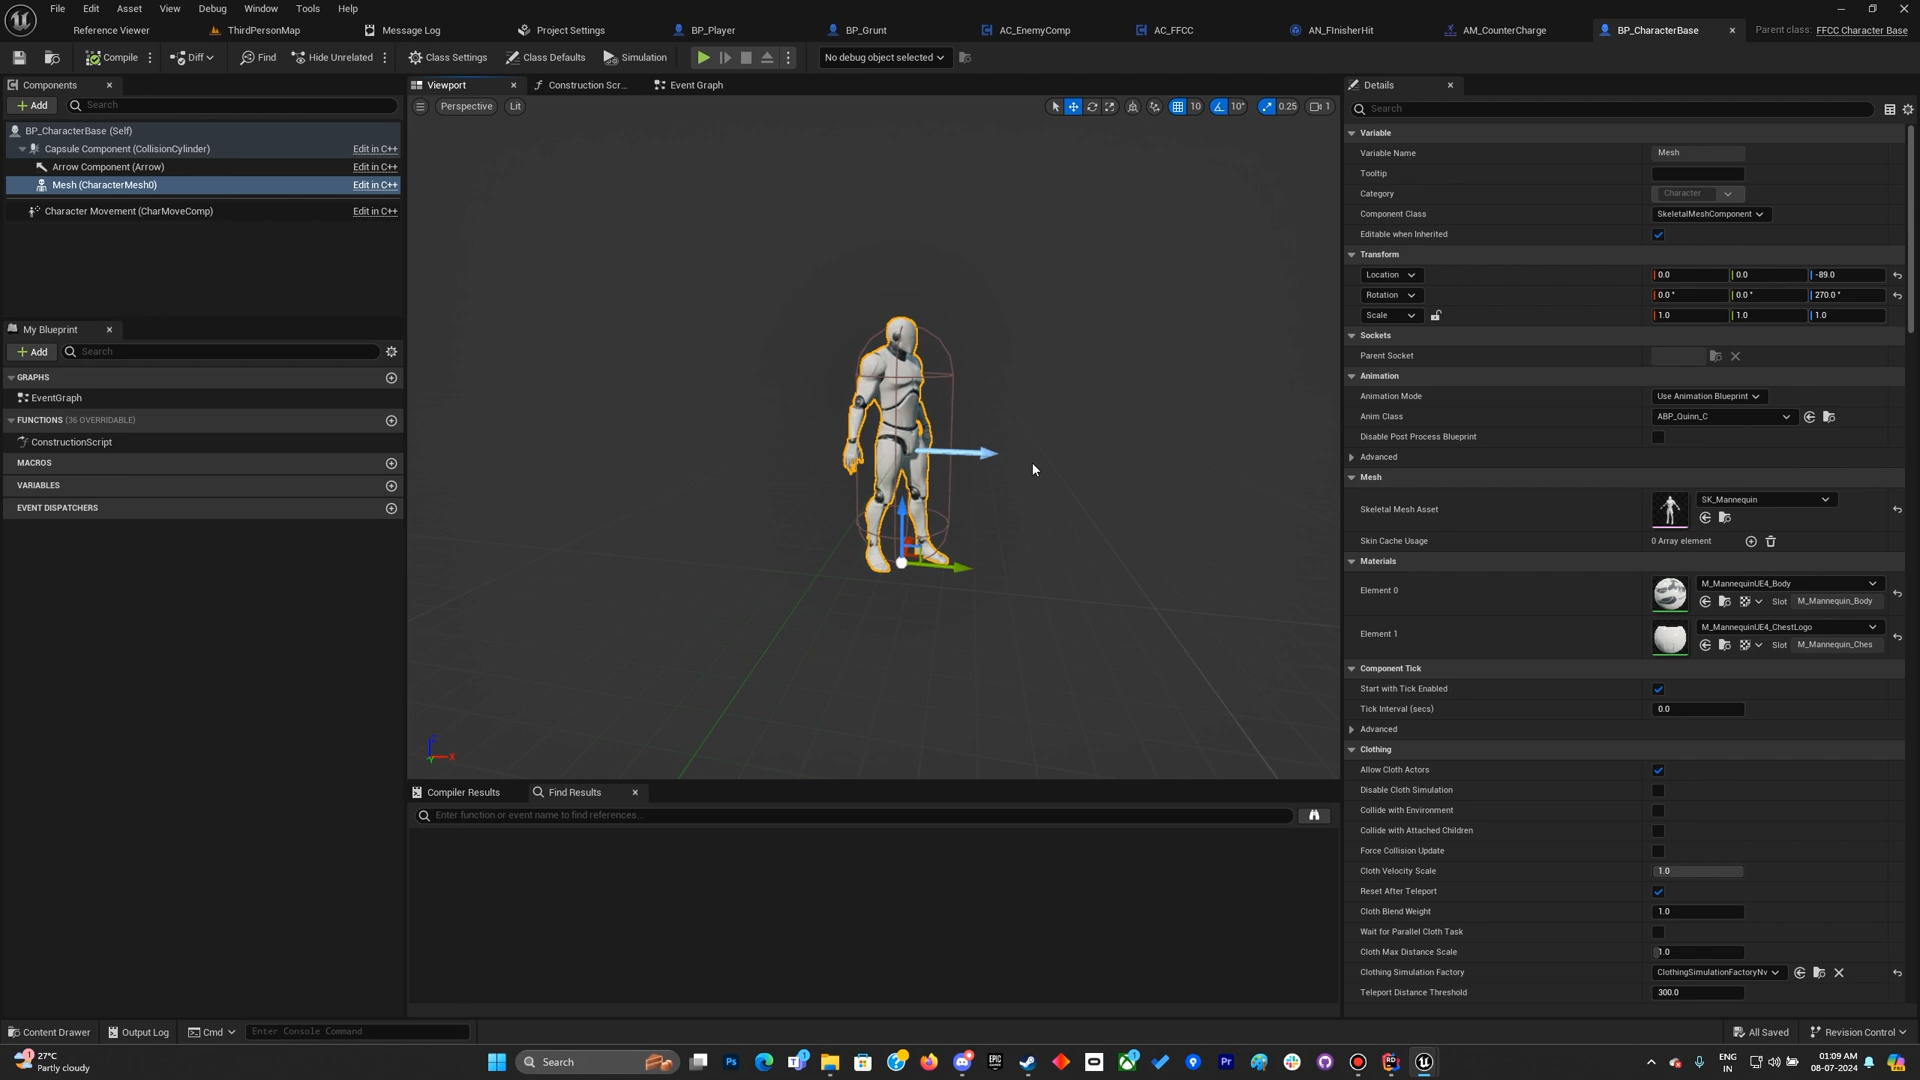 File Edit Asset View Debug Window Tools Help
Reference Viewer ThirdPersonMap Message Log Project Settings BP_Player BP_Grunt AC_EnemyComp AC_FFCC AN_FInisherHit AM_CounterCharge BP_CharacterBase Parent class: FFCC Character Base
Compile Diff Find Hide Unrelated Class Settings Class Defaults Simulation No debug object selected
Components Viewport Construction Scr... Event Graph Details
Add Search Perspective Lit 10 10° 0.25 1 Search
BP_CharacterBase (Self)
Capsule Component (CollisionCylinder) Edit in C++
Arrow Component (Arrow) Edit in C++
Mesh (CharacterMesh0) Edit in C++
Character Movement (CharMoveComp) Edit in C++
My Blueprint
Add Search
GRAPHS
EventGraph
FUNCTIONS (36 OVERRIDABLE)
ConstructionScript
MACROS
VARIABLES
EVENT DISPATCHERS
Z
X
Y
Compiler Results Find Results
Enter function or event name to find references...
Variable
Variable Name Mesh
Tooltip
Category Character
Component Class SkeletalMeshComponent
Editable when Inherited
Transform
Location 0.0 0.0 -89.0
Rotation 0.0 ° 0.0 ° 270.0 °
Scale 1.0 1.0 1.0
Sockets
Parent Socket
Animation
Animation Mode Use Animation Blueprint
Anim Class ABP_Quinn_C
Disable Post Process Blueprint
Advanced
Mesh
Skeletal Mesh Asset SK_Mannequin
Skin Cache Usage 0 Array element
Materials
Element 0 M_MannequinUE4_Body
Slot M_Mannequin_Body
Element 1 M_MannequinUE4_ChestLogo
Slot M_Mannequin_Ches
Component Tick
Start with Tick Enabled
Tick Interval (secs) 0.0
Advanced
Clothing
Allow Cloth Actors
Disable Cloth Simulation
Collide with Environment
Collide with Attached Children
Force Collision Update
Cloth Velocity Scale 1.0
Reset After Teleport
Cloth Blend Weight 1.0
Wait for Parallel Cloth Task
Cloth Max Distance Scale 1.0
Clothing Simulation Factory ClothingSimulationFactoryNv
Teleport Distance Threshold 300.0
Content Drawer Output Log Cmd Enter Console Command All Saved Revision Control
27°C
Partly cloudy
Search
ENG
IN
01:09 AM
08-07-2024